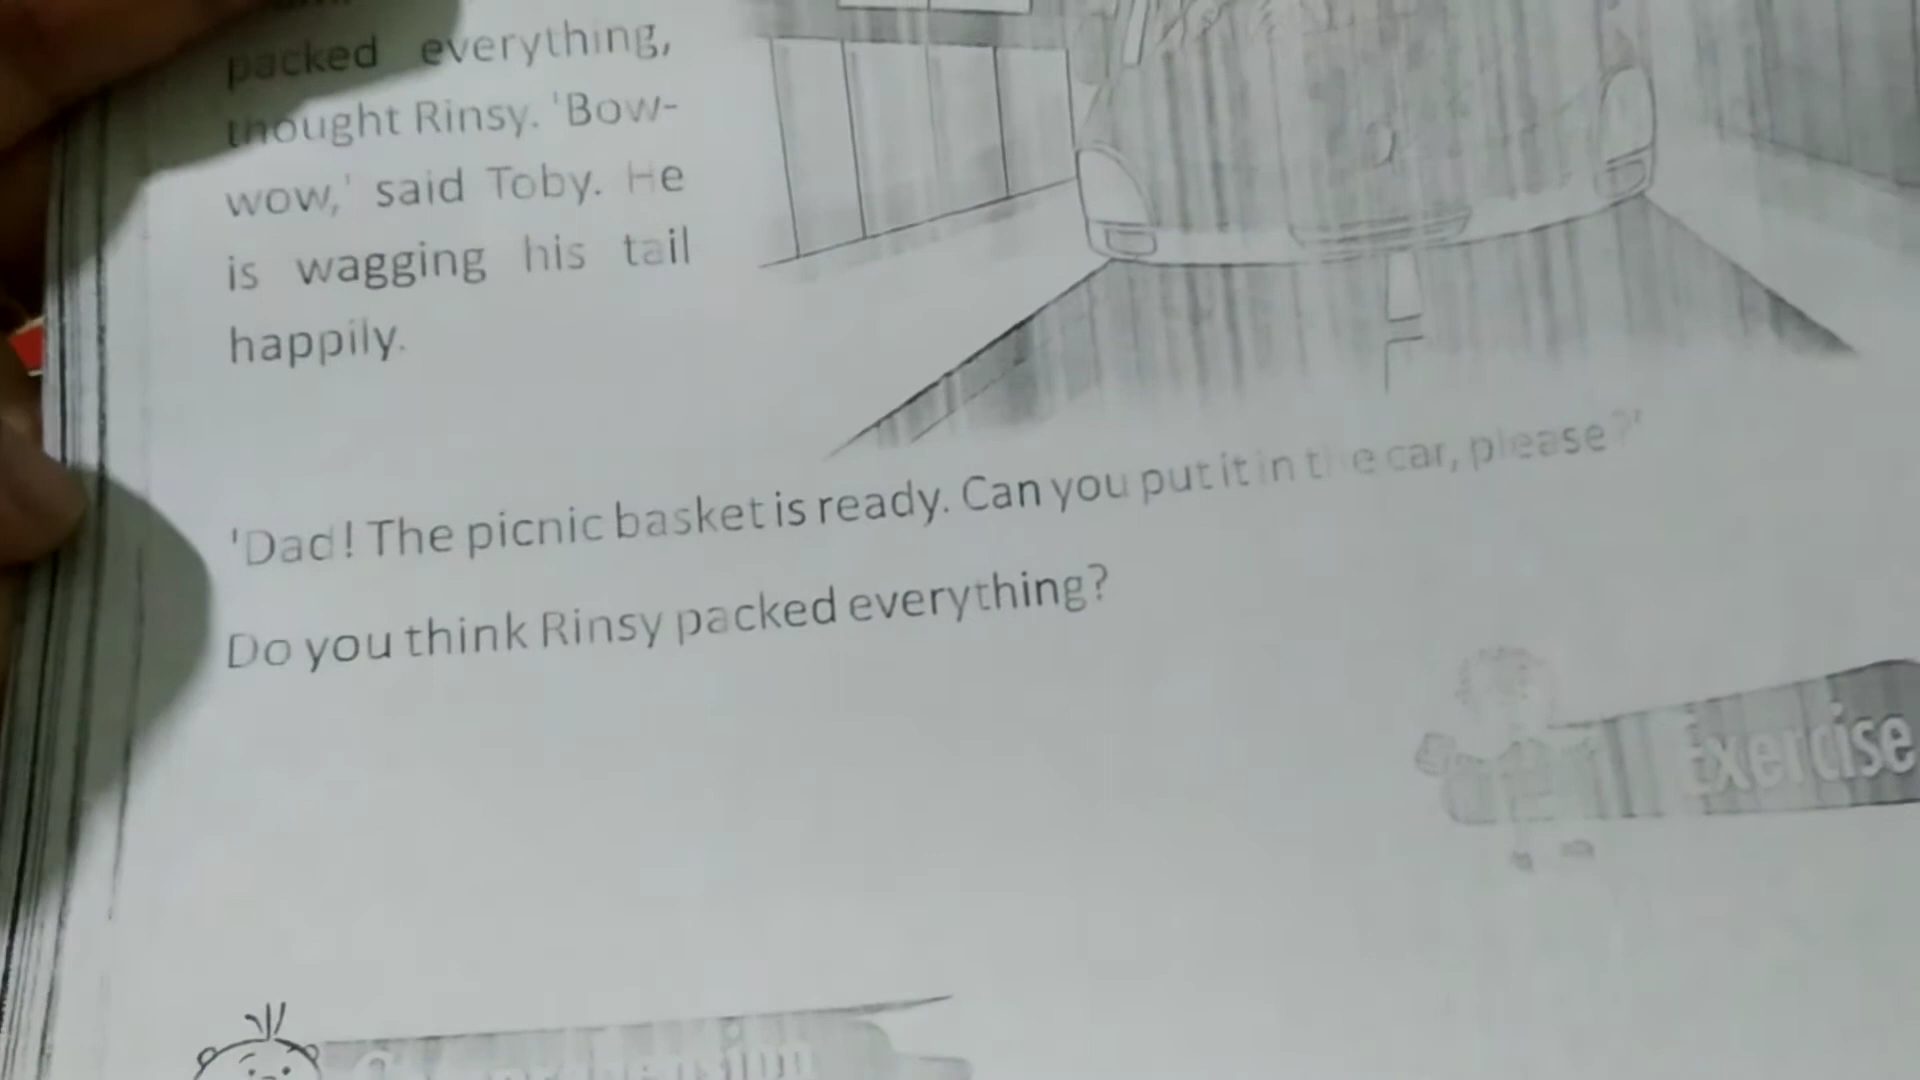 packed everything,
thought Rinsy. 'Bow-
wow,' said Toby. He
is wagging his tail
happily.
'Dad! The picnic basket is ready. Can you put it in the car, please?'
Do you think Rinsy packed everything?
Exercise